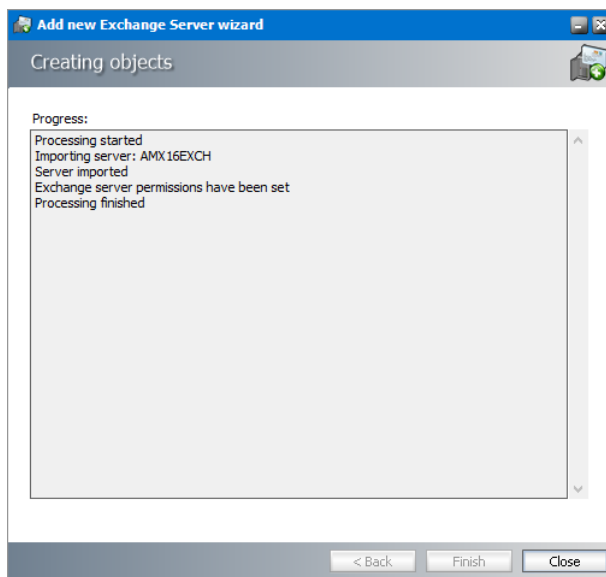 Add new Exchange Server wizard
Creating objects
Progress:
Processing started
Importing server: AMX16EXCH
Server imported
Exchange server permissions have been set
Processing finished
< Back Finish Close